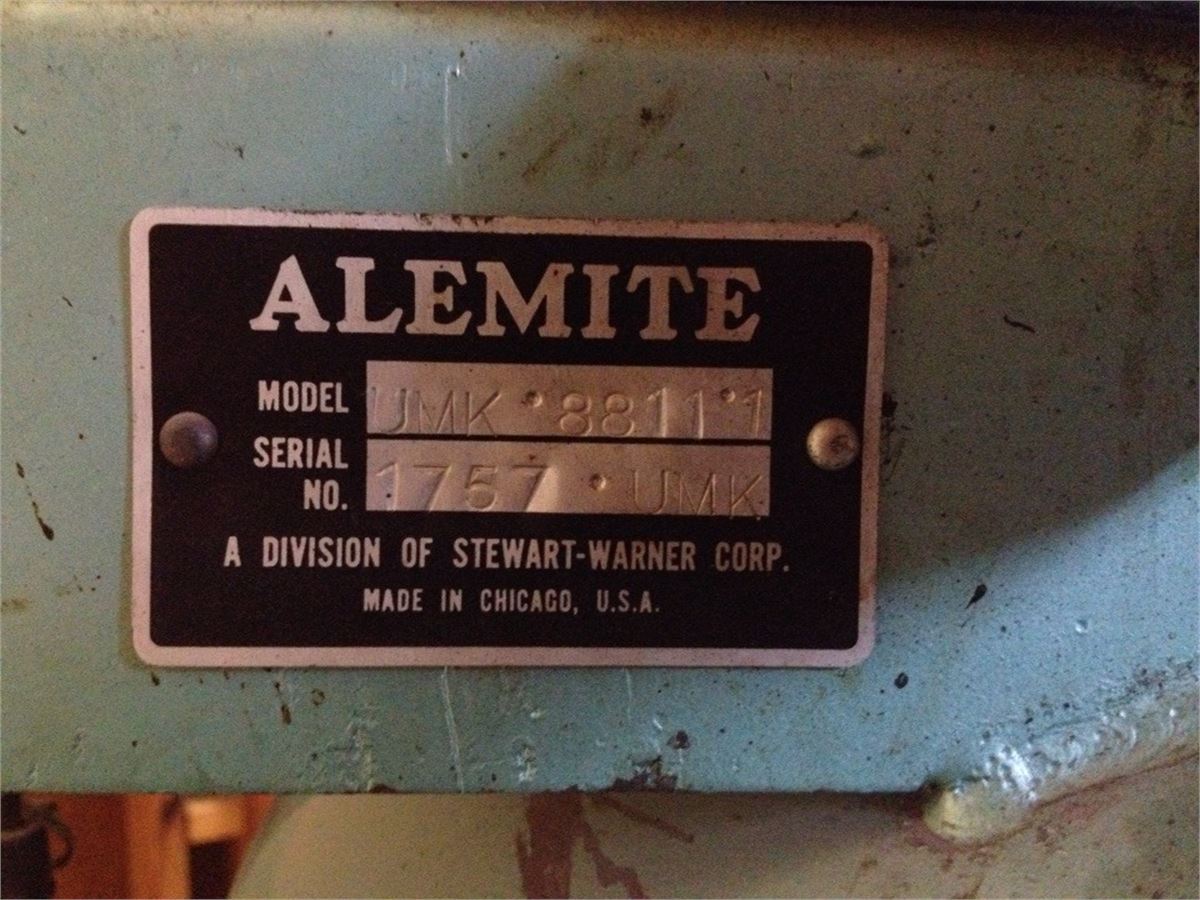 ALEMITE
MODEL UMK•8811•1
SERIAL
NO. 1757•UMK
A DIVISION OF STEWART-WARNER CORP.
MADE IN CHICAGO, U.S.A.